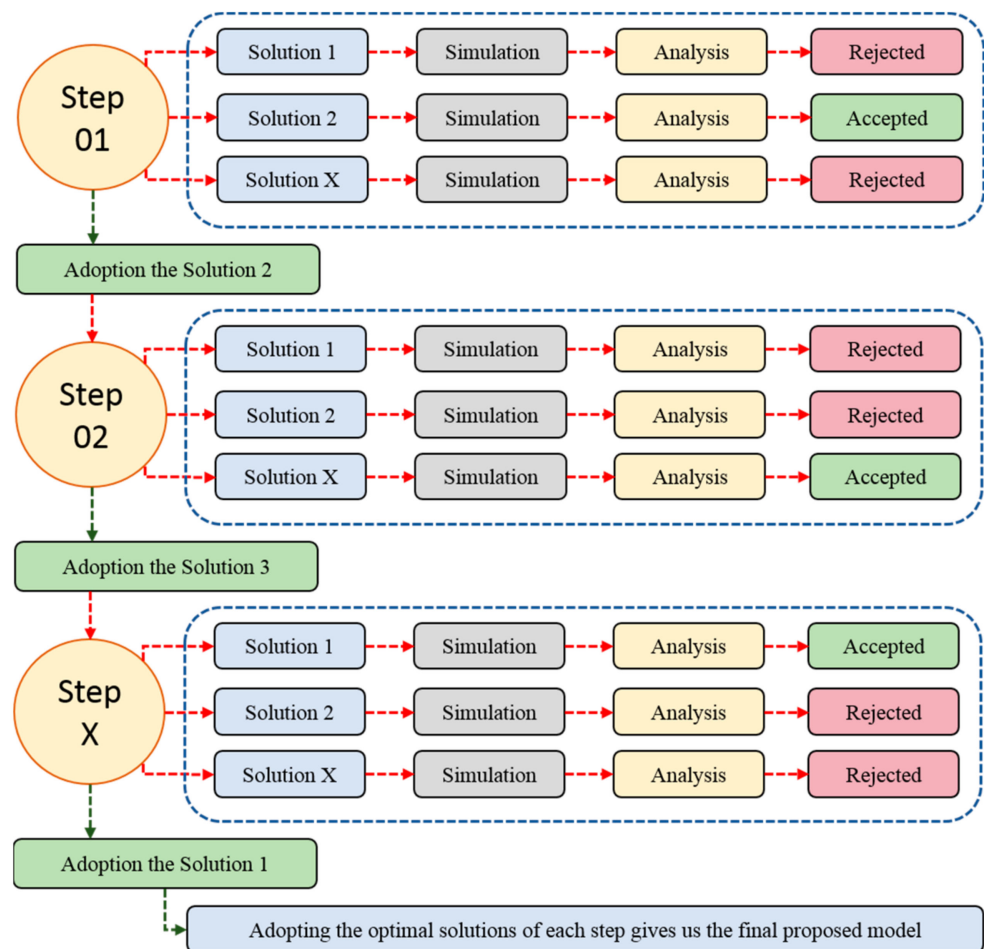 Step
01
Solution 1
Simulation
Analysis
Rejected
Solution 2
Simulation
Analysis
Accepted
Solution X
Simulation
Analysis
Rejected
Adoption the Solution 2
Step
02
Solution 1
Simulation
Analysis
Rejected
Solution 2
Simulation
Analysis
Rejected
Solution X
Simulation
Analysis
Accepted
Adoption the Solution 3
Step
X
Solution 1
Simulation
Analysis
Accepted
Solution 2
Simulation
Analysis
Rejected
Solution X
Simulation
Analysis
Rejected
Adoption the Solution 1
Adopting the optimal solutions of each step gives us the final proposed model